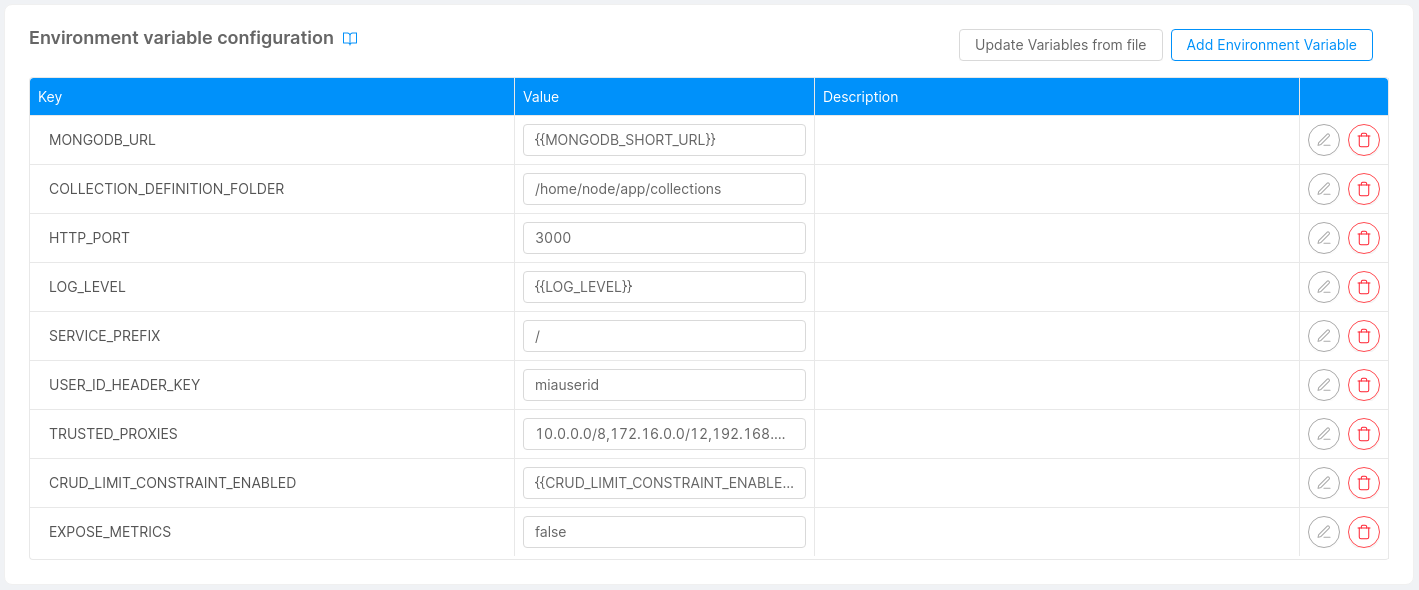 Environment variable configuration
Update Variables from file
Add Environment Variable
Key Value Description
MONGODB_URL {{MONGODB_SHORT_URL}}
COLLECTION_DEFINITION_FOLDER /home/node/app/collections
HTTP_PORT 3000
LOG_LEVEL {{LOG_LEVEL}}
SERVICE_PREFIX /
USER_ID_HEADER_KEY miauserid
TRUSTED_PROXIES 10.0.0.0/8,172.16.0.0/12,192.168....
CRUD_LIMIT_CONSTRAINT_ENABLED {{CRUD_LIMIT_CONSTRAINT_ENABLE...
EXPOSE_METRICS false